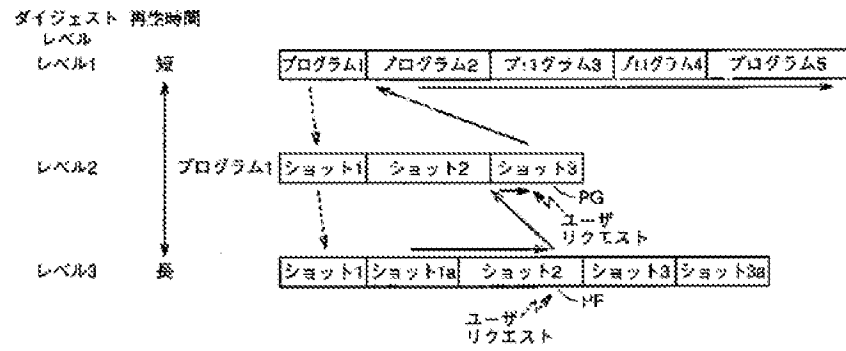 ダイジェスト 再生時間
レベル
レベル1 短 プログラム1 プログラム2 プログラム3 プログラム4 プログラム5
レベル2 プログラム1 ショット1 ショット2 ショット3
PG
ユーザ
リクエスト
レベル3 長 ショット1 ショット1a ショット2 ショット3 ショット3a
PF
ユーザ
リクエスト